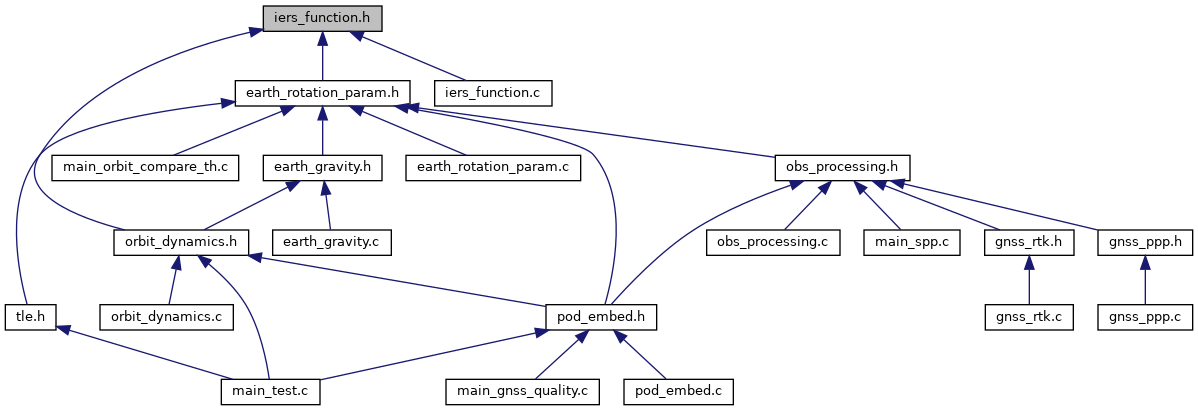 iers_function.h
earth_rotation_param.h
iers_function.c
main_orbit_compare_th.c
earth_gravity.h
earth_rotation_param.c
obs_processing.h
orbit_dynamics.h
earth_gravity.c
obs_processing.c
main_spp.c
gnss_rtk.h
gnss_ppp.h
tle.h
orbit_dynamics.c
pod_embed.h
gnss_rtk.c
gnss_ppp.c
main_test.c
main_gnss_quality.c
pod_embed.c